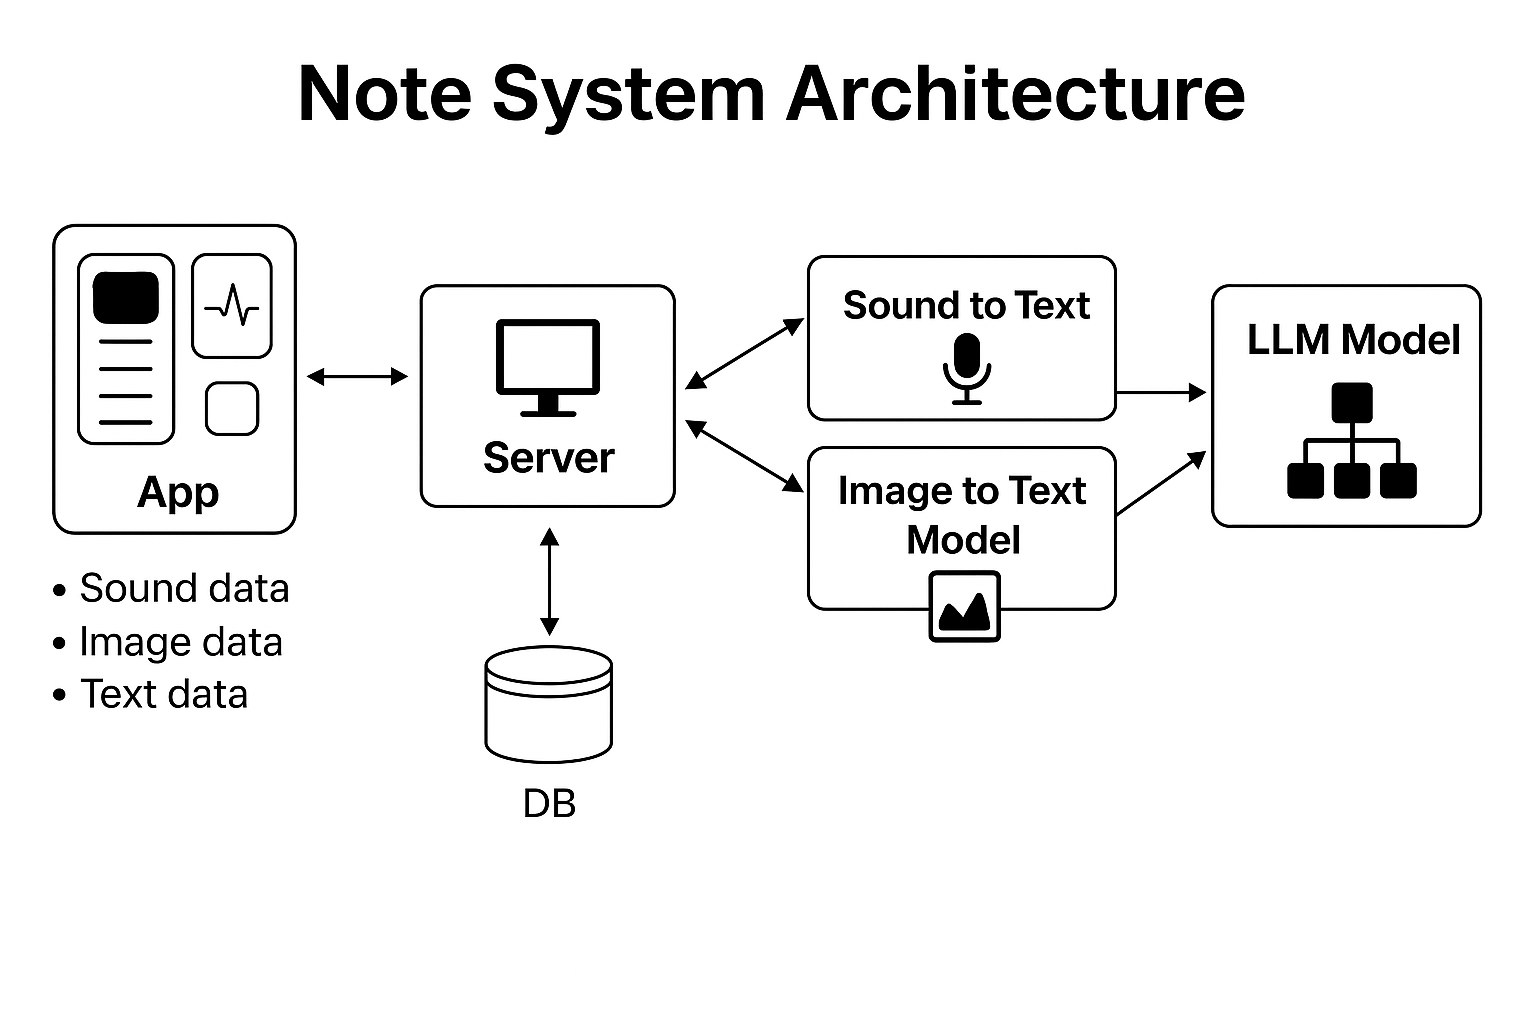 Note System Architecture
App
• Sound data
• Image data
• Text data
Server
DB
Sound to Text
Image to Text
Model
LLM Model